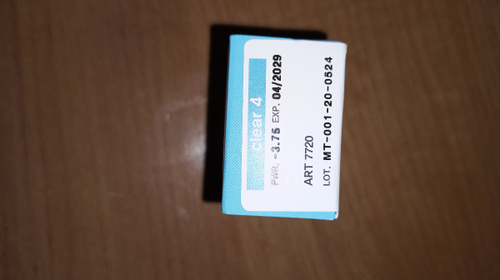 clear 4
PWR. -3.75 EXP. 04/2029
ART 7720
LOT. MT-001-20-0524